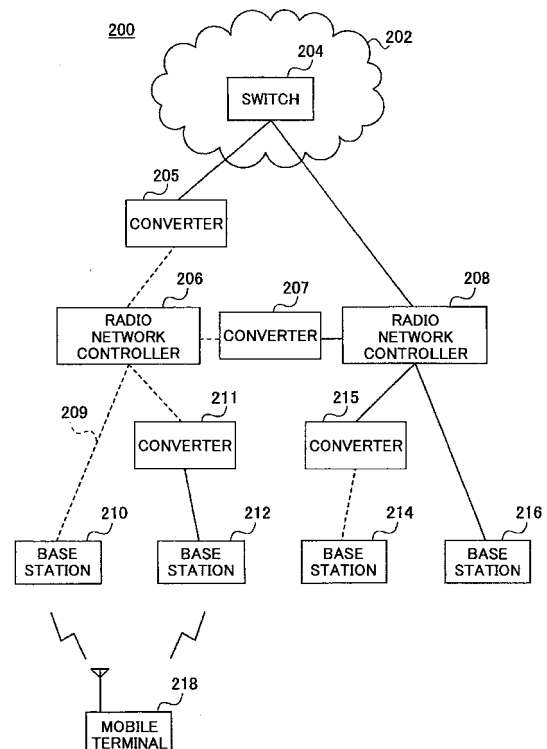 200
202
204
SWITCH
205
CONVERTER
206
207
208
RADIO
NETWORK
CONTROLLER
CONVERTER
RADIO
NETWORK
CONTROLLER
209
211
215
CONVERTER
CONVERTER
210
212
214
216
BASE
STATION
BASE
STATION
BASE
STATION
BASE
STATION
218
MOBILE
TERMINAL